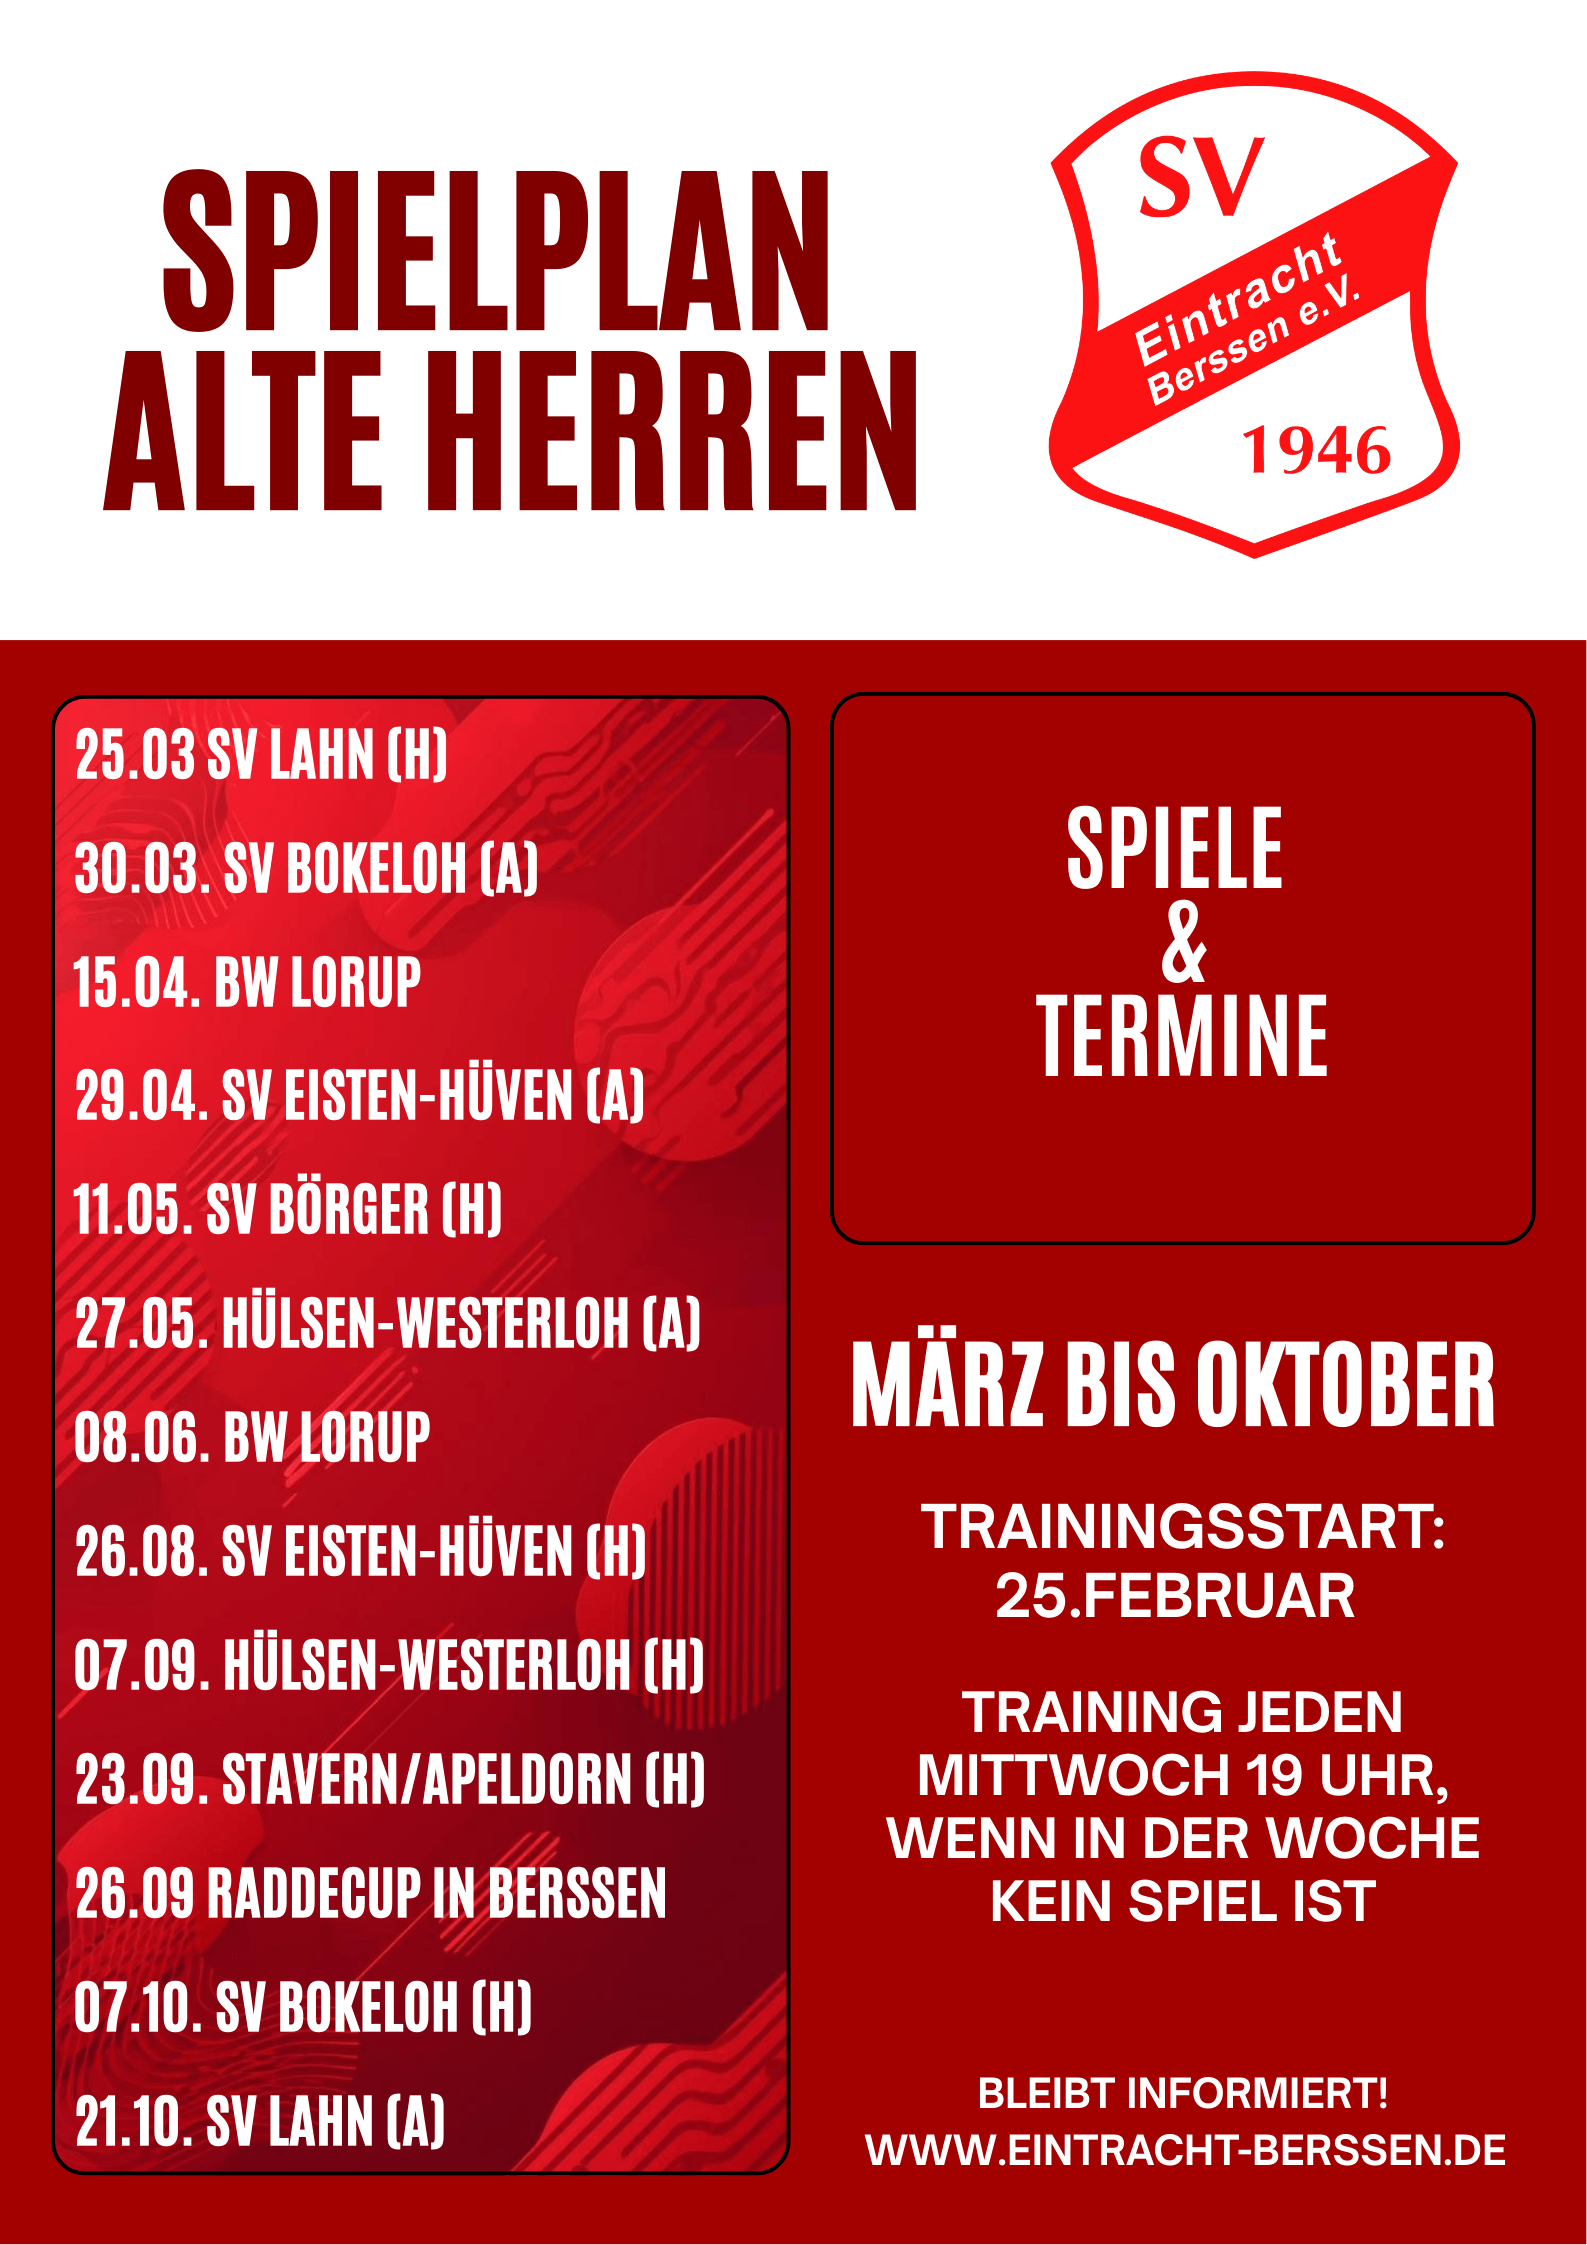 SPIELPLAN
ALTE HERREN
SV
Eintracht
Berssen e.V.
1946
25.03 SV LAHN (H)
30.03. SV BOKELOH (A)
15.04. BW LORUP
29.04. SV EISTEN-HÜVEN (A)
11.05. SV BÖRGER (H)
27.05. HÜLSEN-WESTERLOH (A)
08.06. BW LORUP
26.08. SV EISTEN-HÜVEN (H)
07.09. HÜLSEN-WESTERLOH (H)
23.09. STAVERN/APELDORN (H)
26.09 RADDECUP IN BERSSEN
07.10. SV BOKELOH (H)
21.10. SV LAHN (A)
SPIELE
&
TERMINE
MÄRZ BIS OKTOBER
TRAININGSSTART:
25.FEBRUAR
TRAINING JEDEN
MITTWOCH 19 UHR,
WENN IN DER WOCHE
KEIN SPIEL IST
BLEIBT INFORMIERT!
WWW.EINTRACHT-BERSSEN.DE